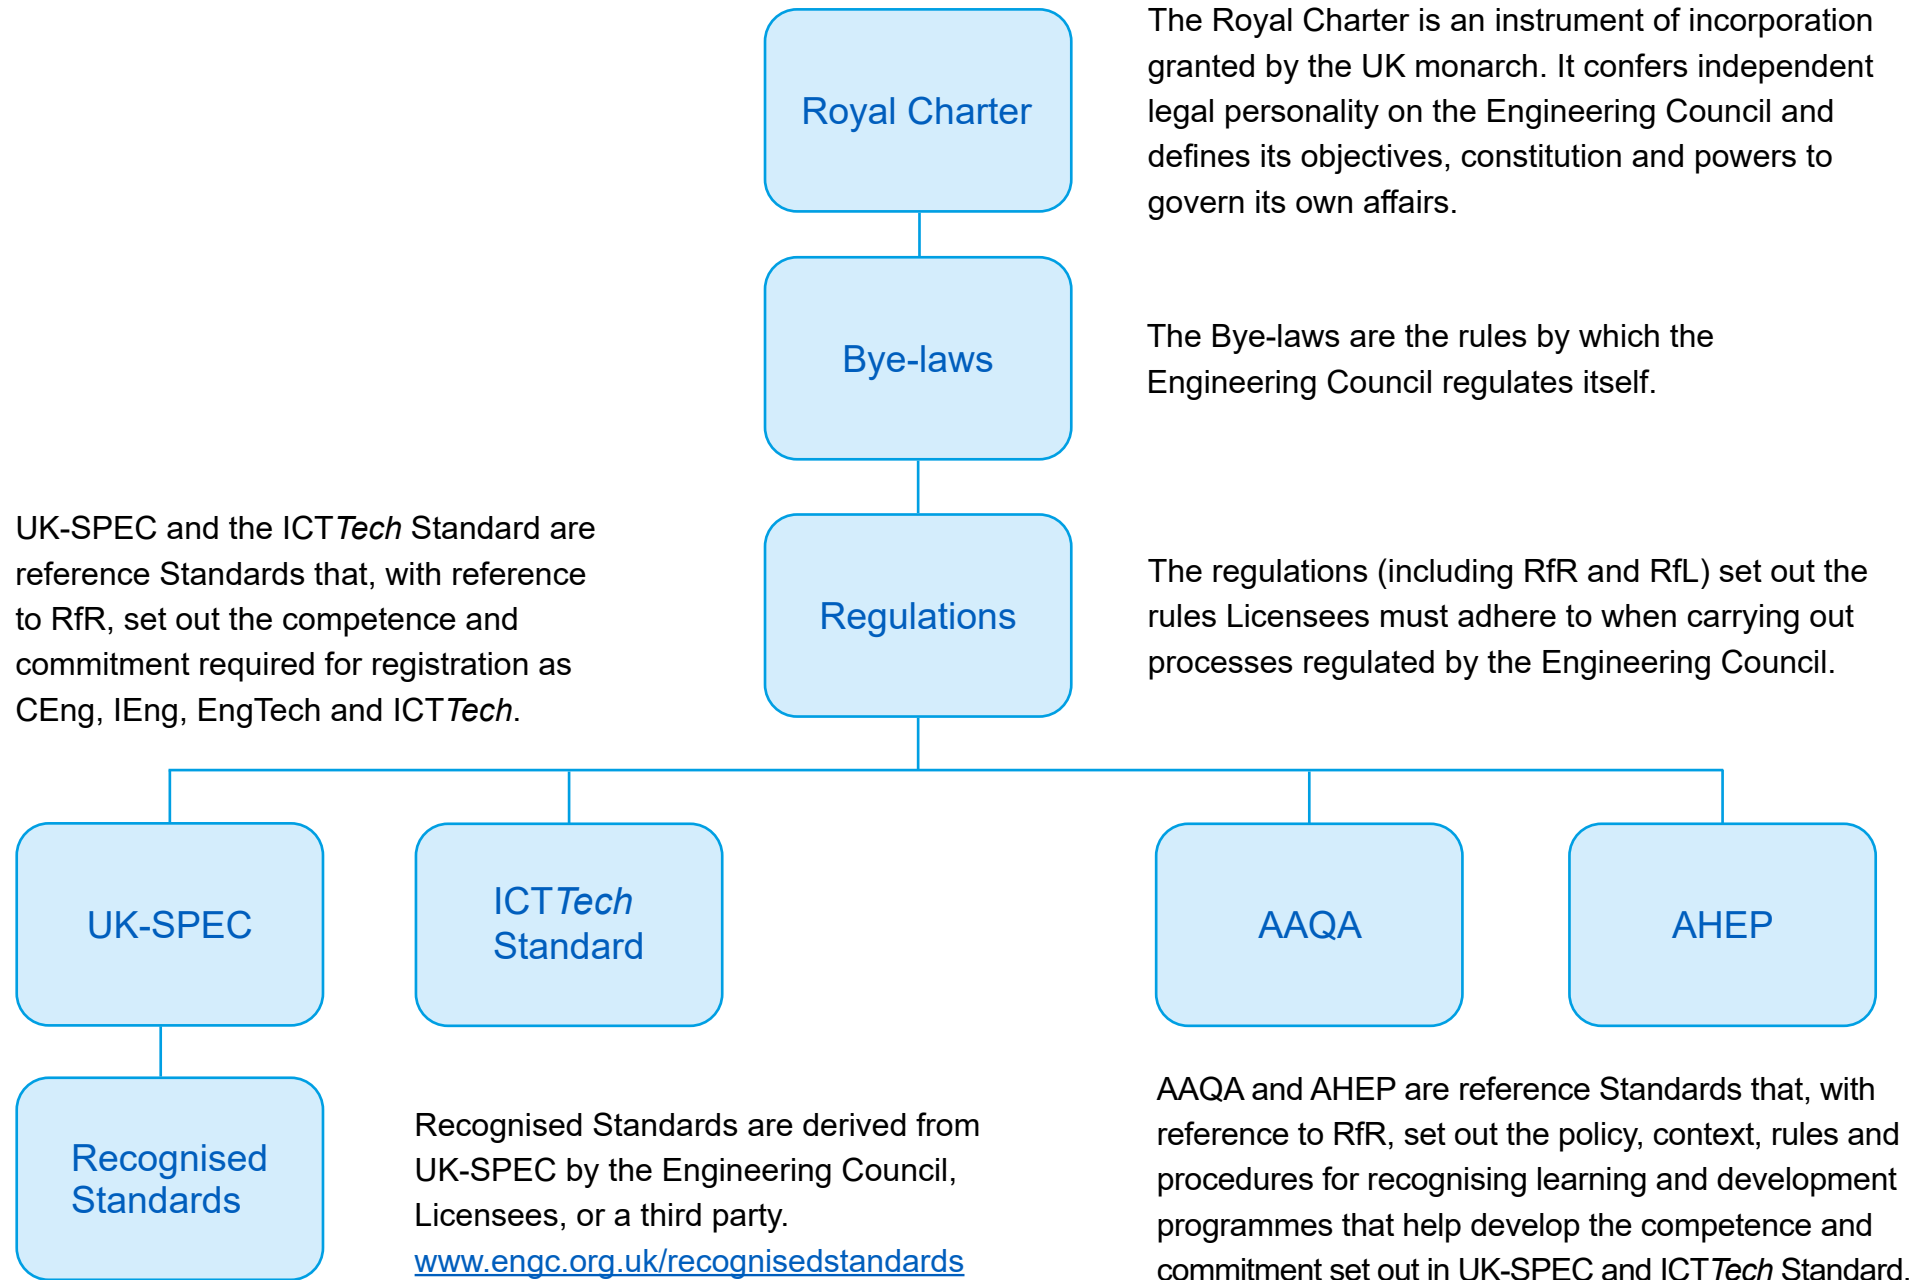 Royal Charter
The Royal Charter is an instrument of incorporation
granted by the UK monarch. It confers independent
legal personality on the Engineering Council and
defines its objectives, constitution and powers to
govern its own affairs.
Bye-laws
The Bye-laws are the rules by which the
Engineering Council regulates itself.
UK-SPEC and the ICTTech Standard are
reference Standards that, with reference
to RfR, set out the competence and
commitment required for registration as
CEng, IEng, EngTech and ICTTech.
Regulations
The regulations (including RfR and RfL) set out the
rules Licensees must adhere to when carrying out
processes regulated by the Engineering Council.
UK-SPEC
ICTTech
Standard
AAQA
AHEP
Recognised
Standards
Recognised Standards are derived from
UK-SPEC by the Engineering Council,
Licensees, or a third party.
www.engc.org.uk/recognisedstandards
AAQA and AHEP are reference Standards that, with
reference to RfR, set out the policy, context, rules and
procedures for recognising learning and development
programmes that help develop the competence and
commitment set out in UK-SPEC and ICTTech Standard.